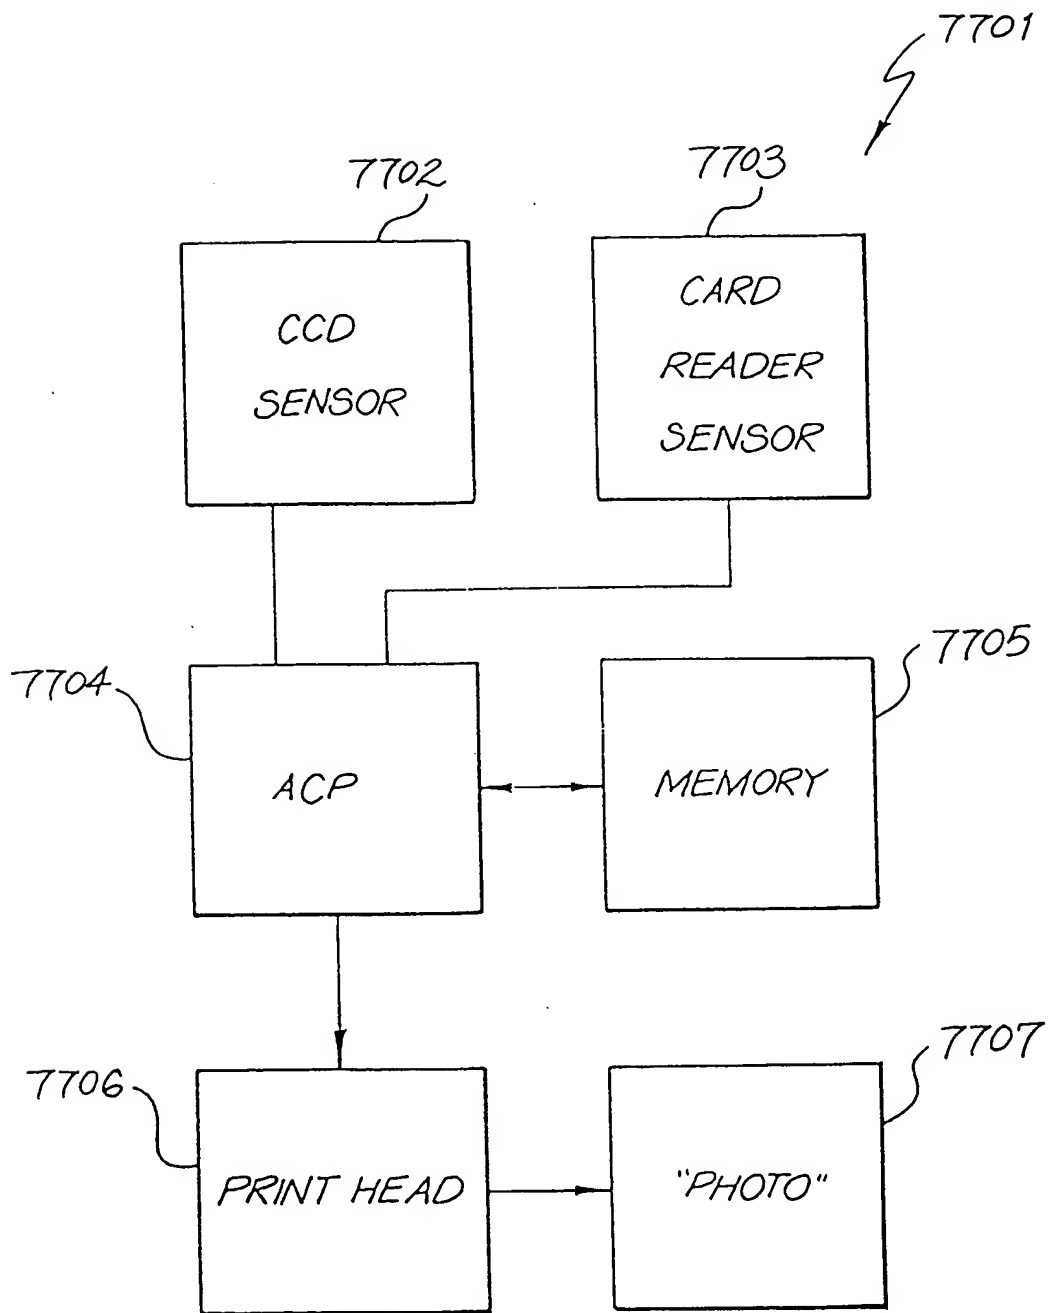 7701
7702
7703
CCD
SENSOR
CARD
READER
SENSOR
7704
7705
ACP
MEMORY
7706
7707
PRINT HEAD
"PHOTO"